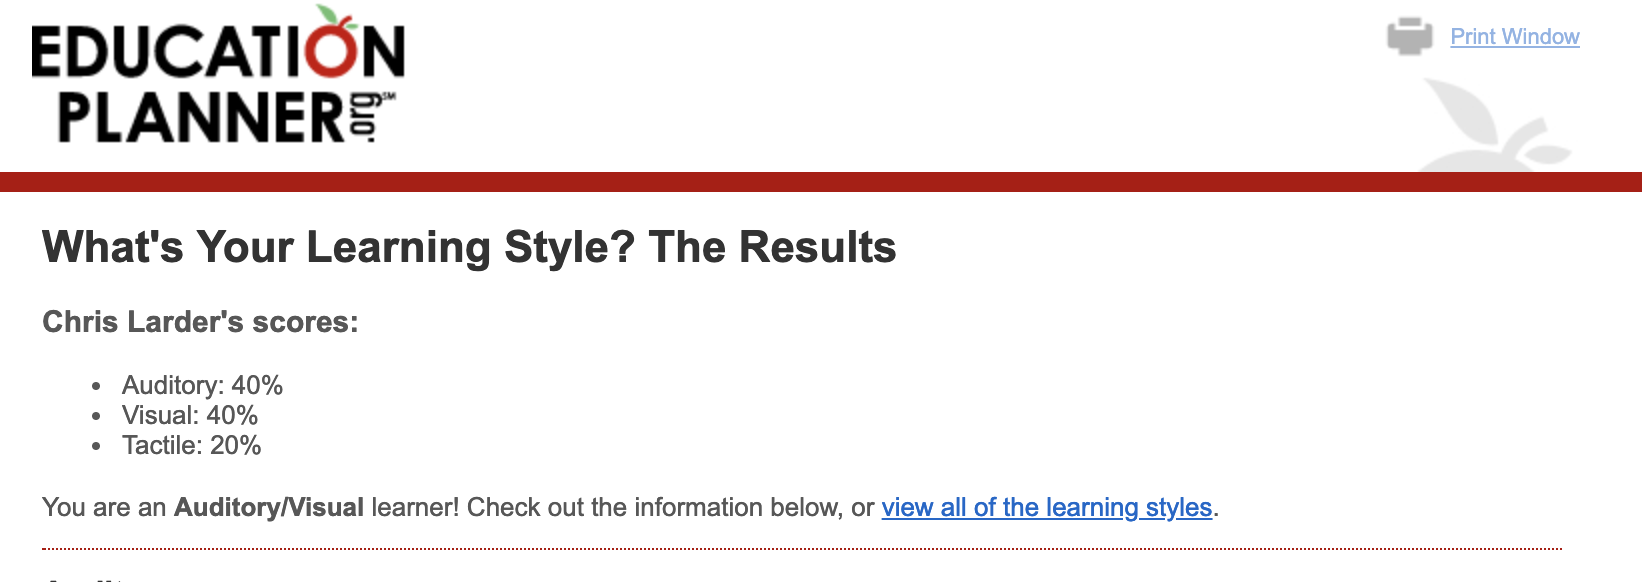 EDUCATION
PLANNER.org℠
Print Window
What's Your Learning Style? The Results
Chris Larder's scores:
• Auditory: 40%
• Visual: 40%
• Tactile: 20%
You are an Auditory/Visual learner! Check out the information below, or view all of the learning styles.